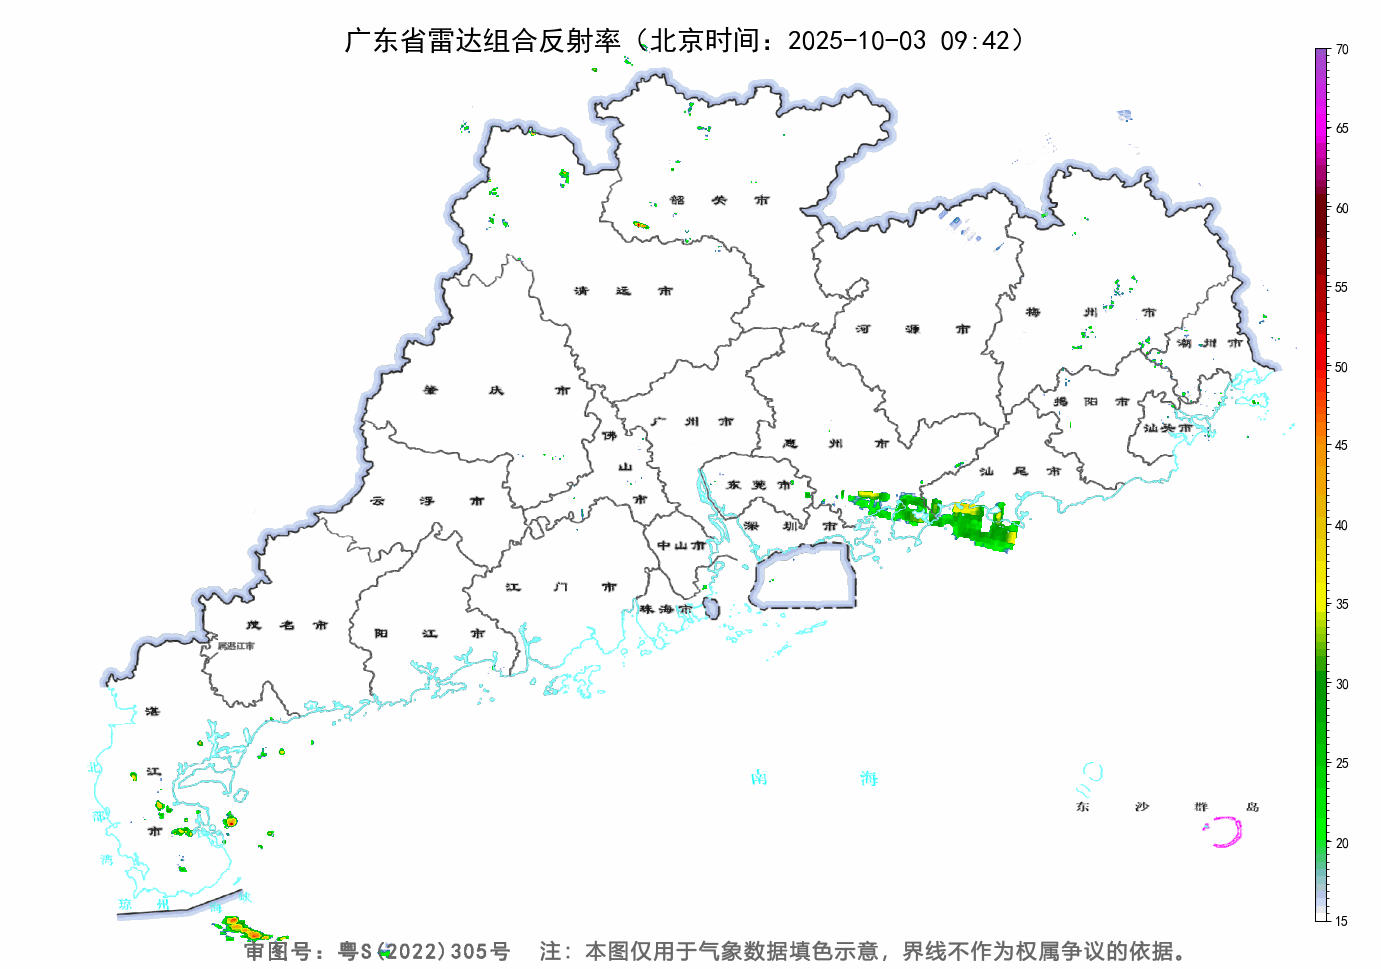 广东省雷达组合反射率（北京时间：2025-10-03 09:42）
70
65
60
55
50
45
40
35
30
25
20
15
韶关市
清远市
河源市
梅州市
潮州市
肇庆市
广州市
揭阳市
汕头市
佛山市
惠州市
汕尾市
云浮市
东莞市
深圳市
中山市
江门市
珠海市
茂名市
阳江市
属湛江市
湛江市
北部湾
南海
东沙群岛
琼州海峡
审图号：粤S(2022)305号 注：本图仅用于气象数据填色示意，界线不作为权属争议的依据。